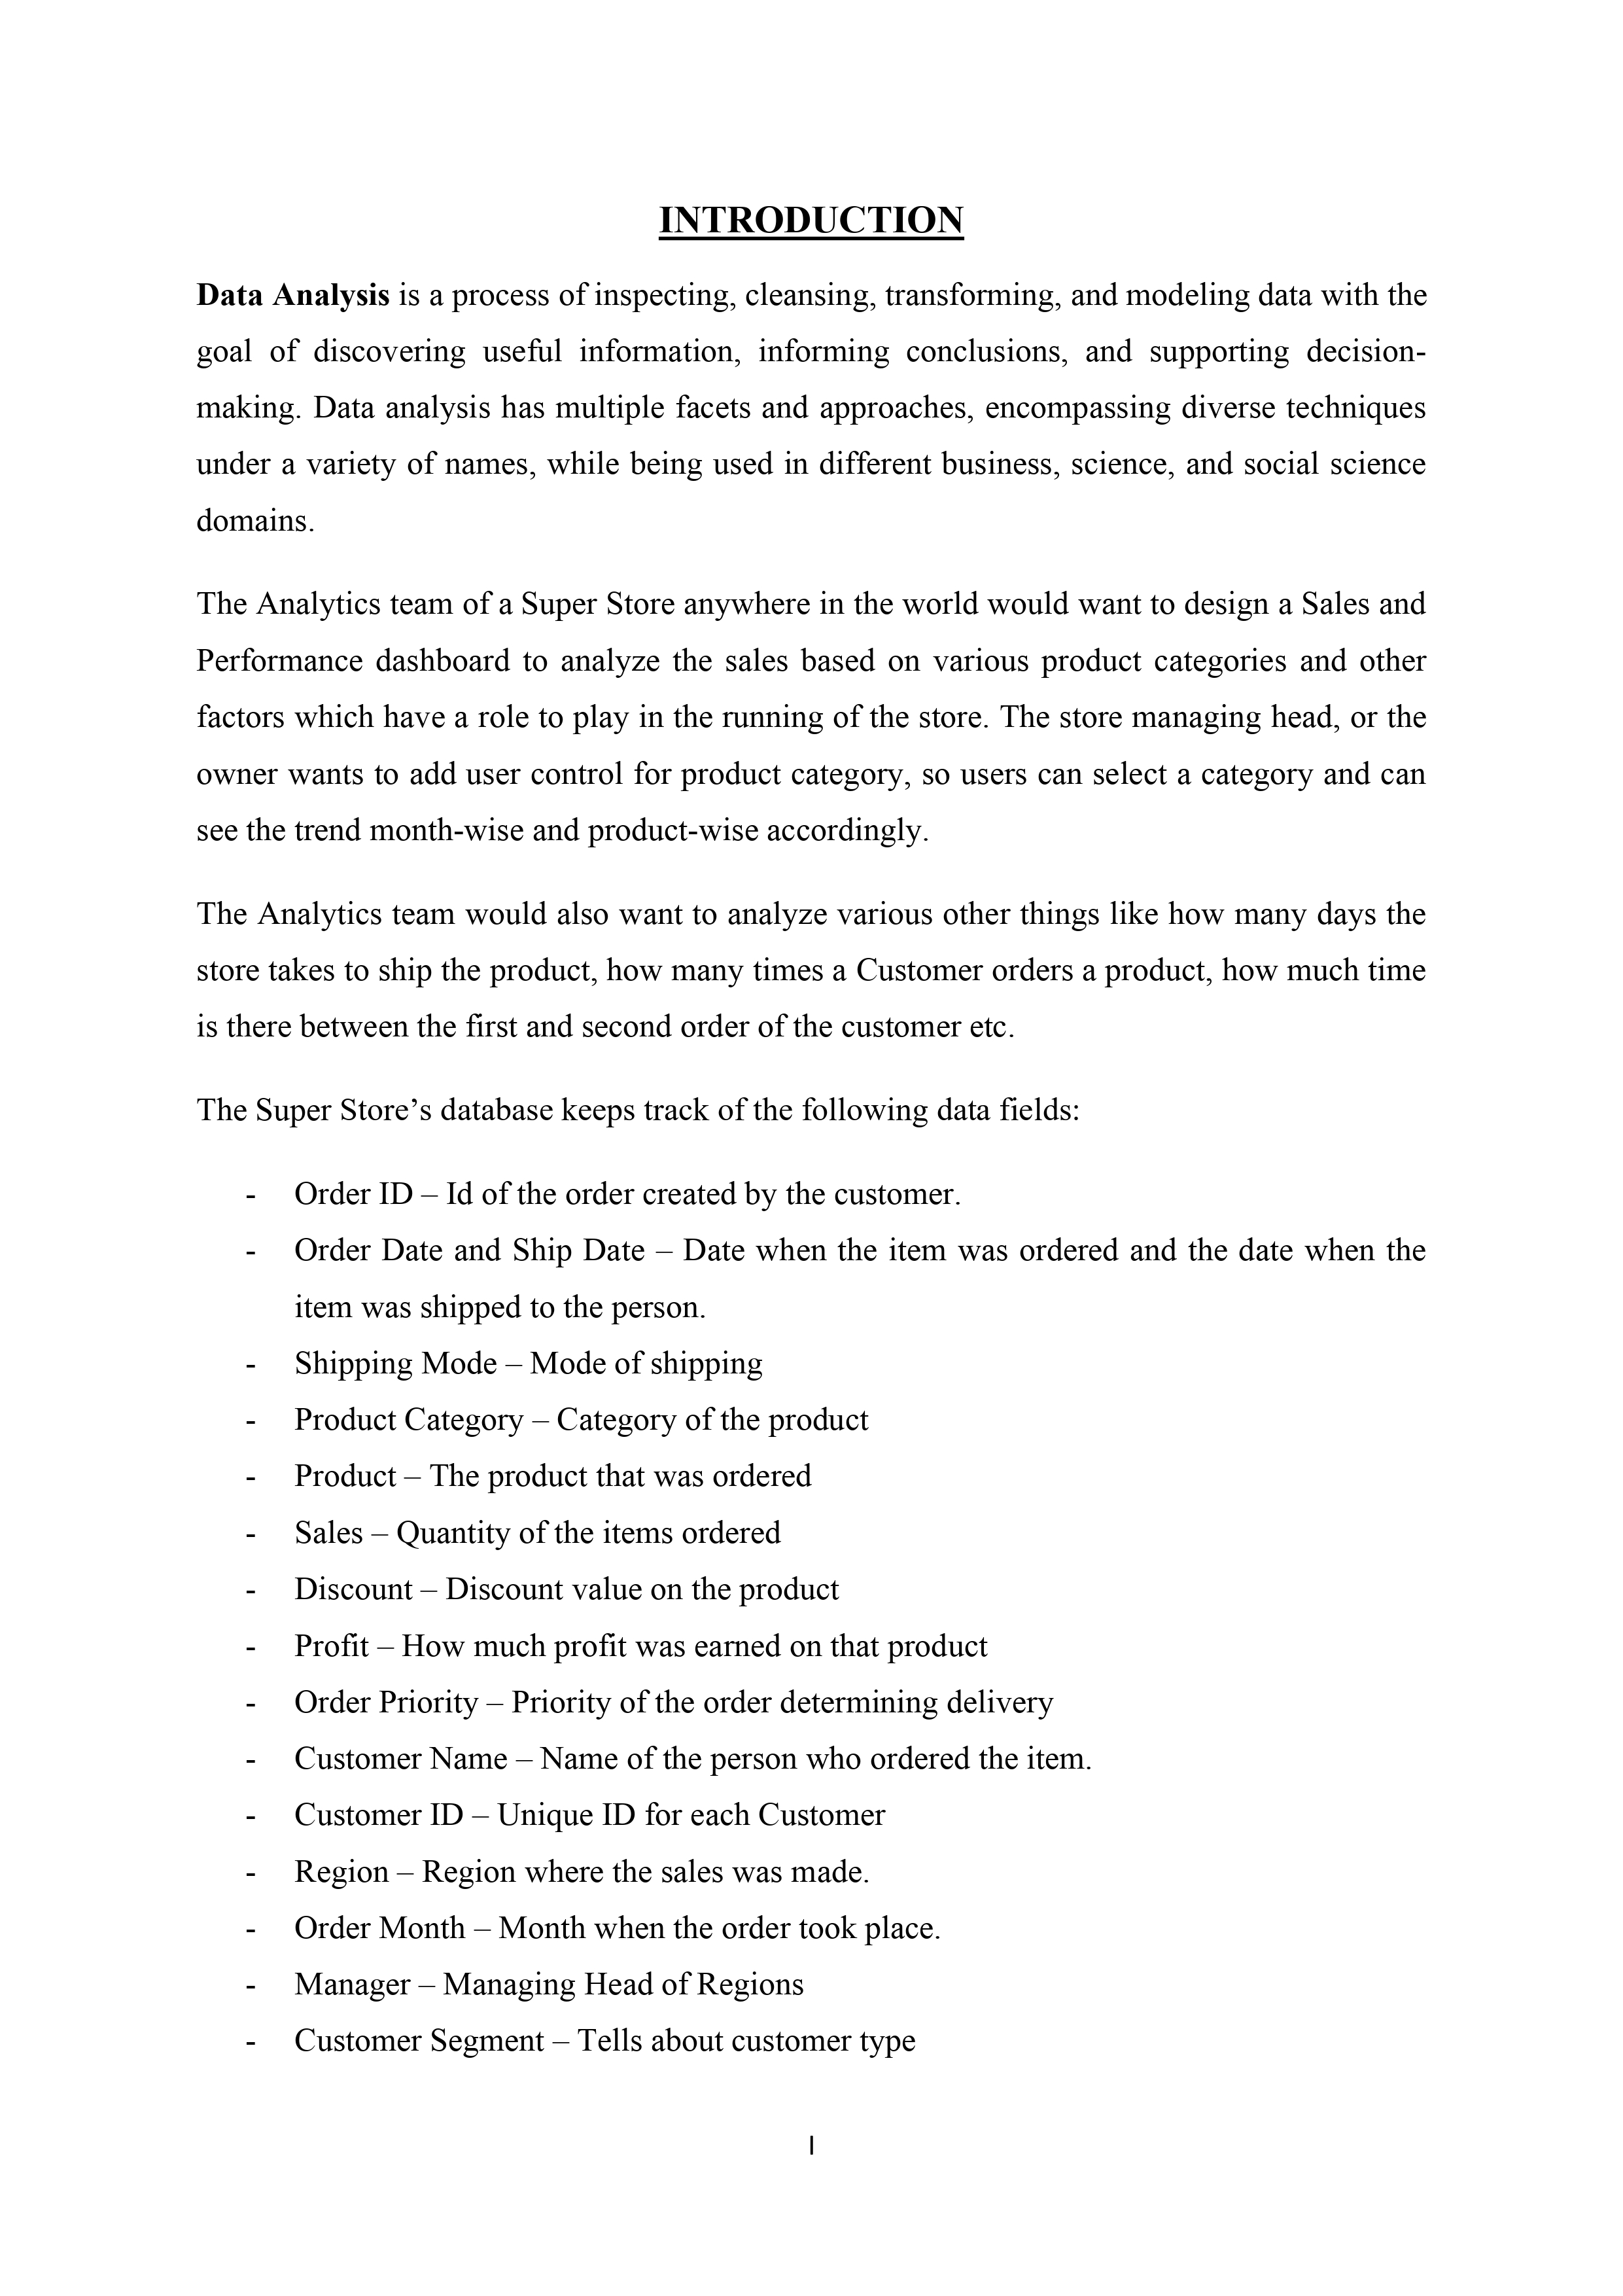 INTRODUCTION
Data Analysis is a process of inspecting, cleansing, transforming, and modeling data with the
goal of discovering useful information, informing conclusions, and supporting decision-
making. Data analysis has multiple facets and approaches, encompassing diverse techniques
under a variety of names, while being used in different business, science, and social science
domains.
The Analytics team of a Super Store anywhere in the world would want to design a Sales and
Performance dashboard to analyze the sales based on various product categories and other
factors which have a role to play in the running of the store. The store managing head, or the
owner wants to add user control for product category, so users can select a category and can
see the trend month-wise and product-wise accordingly.
The Analytics team would also want to analyze various other things like how many days the
store takes to ship the product, how many times a Customer orders a product, how much time
is there between the first and second order of the customer etc.
The Super Store’s database keeps track of the following data fields:
- Order ID – Id of the order created by the customer.
- Order Date and Ship Date – Date when the item was ordered and the date when the
item was shipped to the person.
- Shipping Mode – Mode of shipping
- Product Category – Category of the product
- Product – The product that was ordered
- Sales – Quantity of the items ordered
- Discount – Discount value on the product
- Profit – How much profit was earned on that product
- Order Priority – Priority of the order determining delivery
- Customer Name – Name of the person who ordered the item.
- Customer ID – Unique ID for each Customer
- Region – Region where the sales was made.
- Order Month – Month when the order took place.
- Manager – Managing Head of Regions
- Customer Segment – Tells about customer type
I